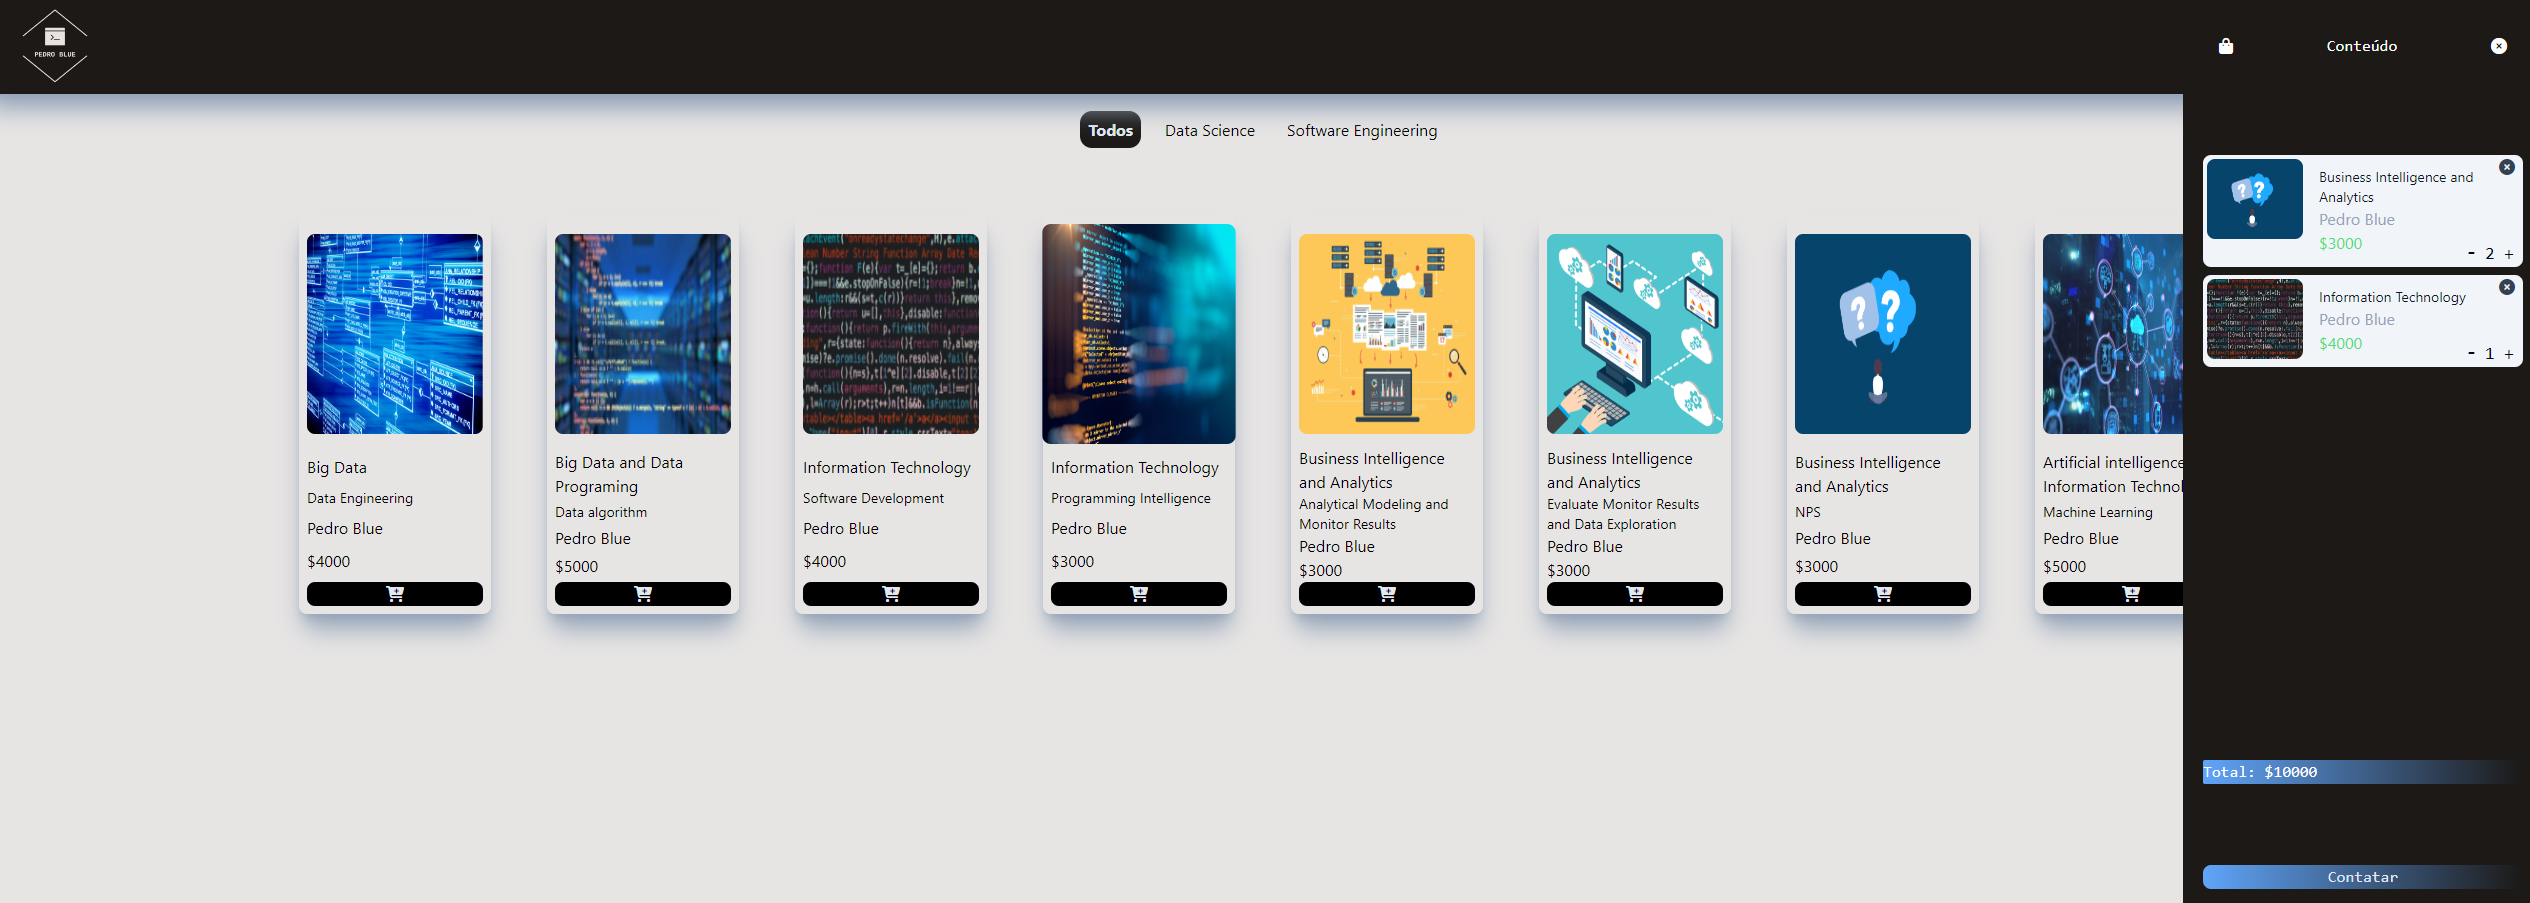 PEDRO BLUE
Conteúdo
Todos
Data Science
Software Engineering
Big Data
Data Engineering
Pedro Blue
$4000
Big Data and Data
Programing
Data algorithm
Pedro Blue
$5000
Information Technology
Software Development
Pedro Blue
$4000
Information Technology
Programming Intelligence
Pedro Blue
$3000
Business Intelligence
and Analytics
Analytical Modeling and
Monitor Results
Pedro Blue
$3000
Business Intelligence
and Analytics
Evaluate Monitor Results
and Data Exploration
Pedro Blue
$3000
Business Intelligence
and Analytics
NPS
Pedro Blue
$3000
Artificial intelligence
Information Technol
Machine Learning
Pedro Blue
$5000
Business Intelligence and
Analytics
Pedro Blue
$3000
- 2 +
Information Technology
Pedro Blue
$4000
- 1 +
Total: $10000
Contatar